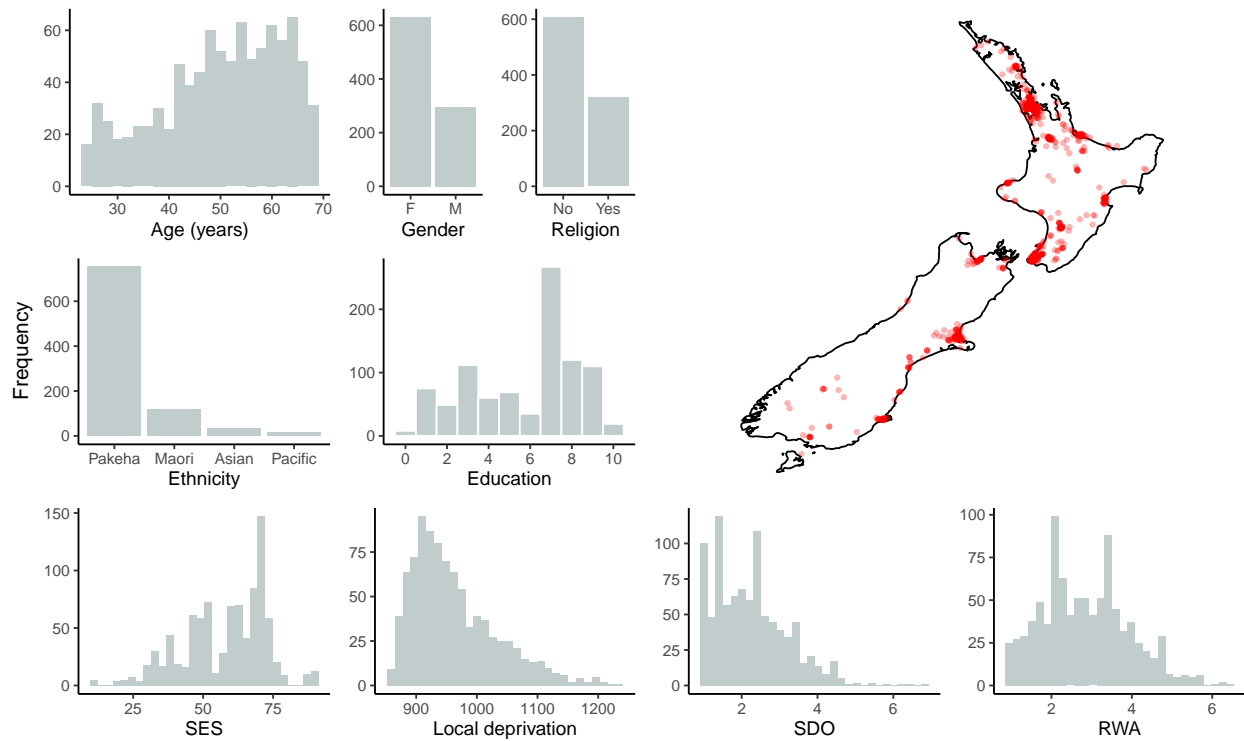 60
40
20
0
30 40 50 60 70
Age (years)
600
400
200
0
F M
Gender
600
400
200
0
No Yes
Religion
Frequency
600
400
200
0
Pakeha Maori Asian Pacific
Ethnicity
200
100
0
0 2 4 6 8 10
Education
150
100
50
0
25 50 75
SES
75
50
25
0
900 1000 1100 1200
Local deprivation
100
75
50
25
0
2 4 6
SDO
100
75
50
25
0
2 4 6
RWA